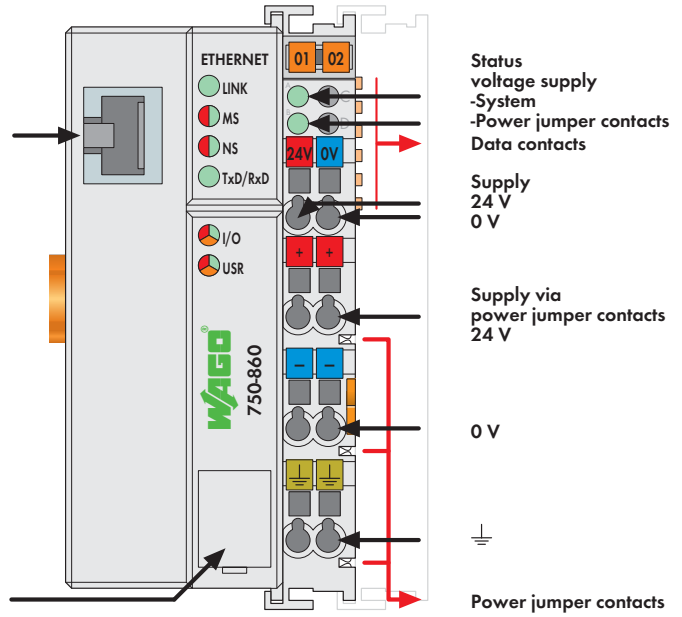 ETHERNET
LINK
MS
NS
TxD/RxD
I/O
USR
WAGO®
750-860
01 02
A C
B D
24V 0V
+ +
– –
Status
voltage supply
-System
-Power jumper contacts
Data contacts
Supply
24 V
0 V
Supply via
power jumper contacts
24 V
0 V
Power jumper contacts